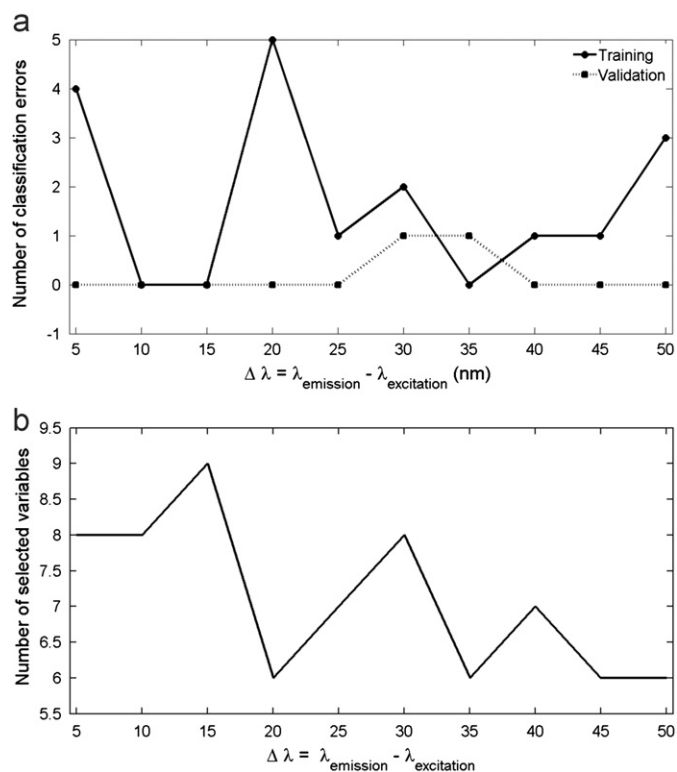 a
Number of classification errors
5
4
3
2
1
0
-1
Training
Validation
5 10 15 20 25 30 35 40 45 50
Δ λ = λemission - λexcitation (nm)
b
Number of selected variables
9.5
9
8.5
8
7.5
7
6.5
6
5.5
5 10 15 20 25 30 35 40 45 50
Δ λ = λemission - λexcitation